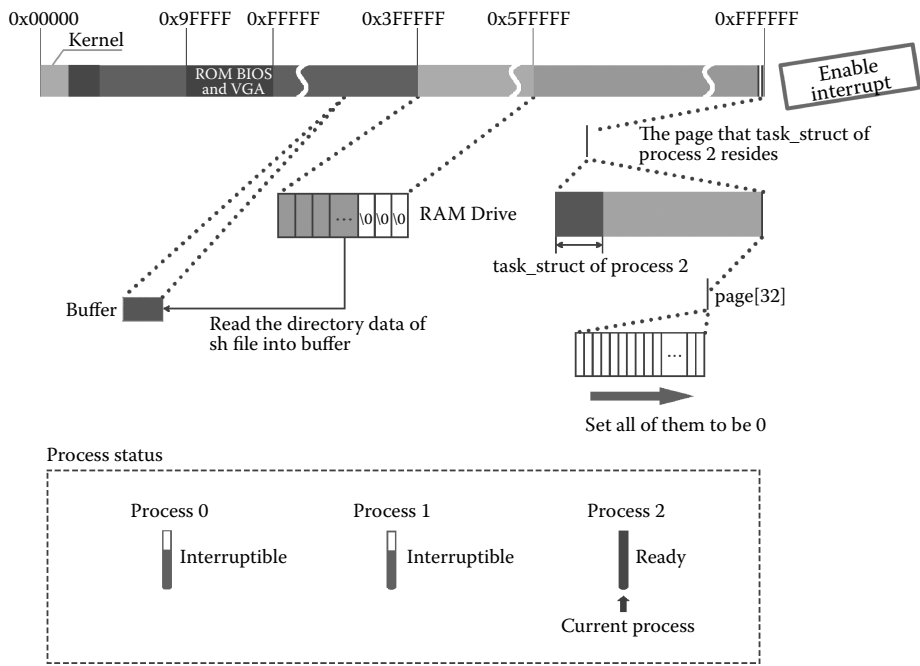 0x00000 0x9FFFF 0xFFFFF 0x3FFFFF 0x5FFFFF 0xFFFFFF
Kernel
ROM BIOS
and VGA
Enable
interrupt
The page that task_struct of
process 2 resides
... \0 \0 \0
RAM Drive
task_struct of process 2
Buffer
Read the directory data of
sh file into buffer
page[32]
...
Set all of them to be 0
Process status
Process 0 Process 1 Process 2
Interruptible Interruptible Ready
Current process